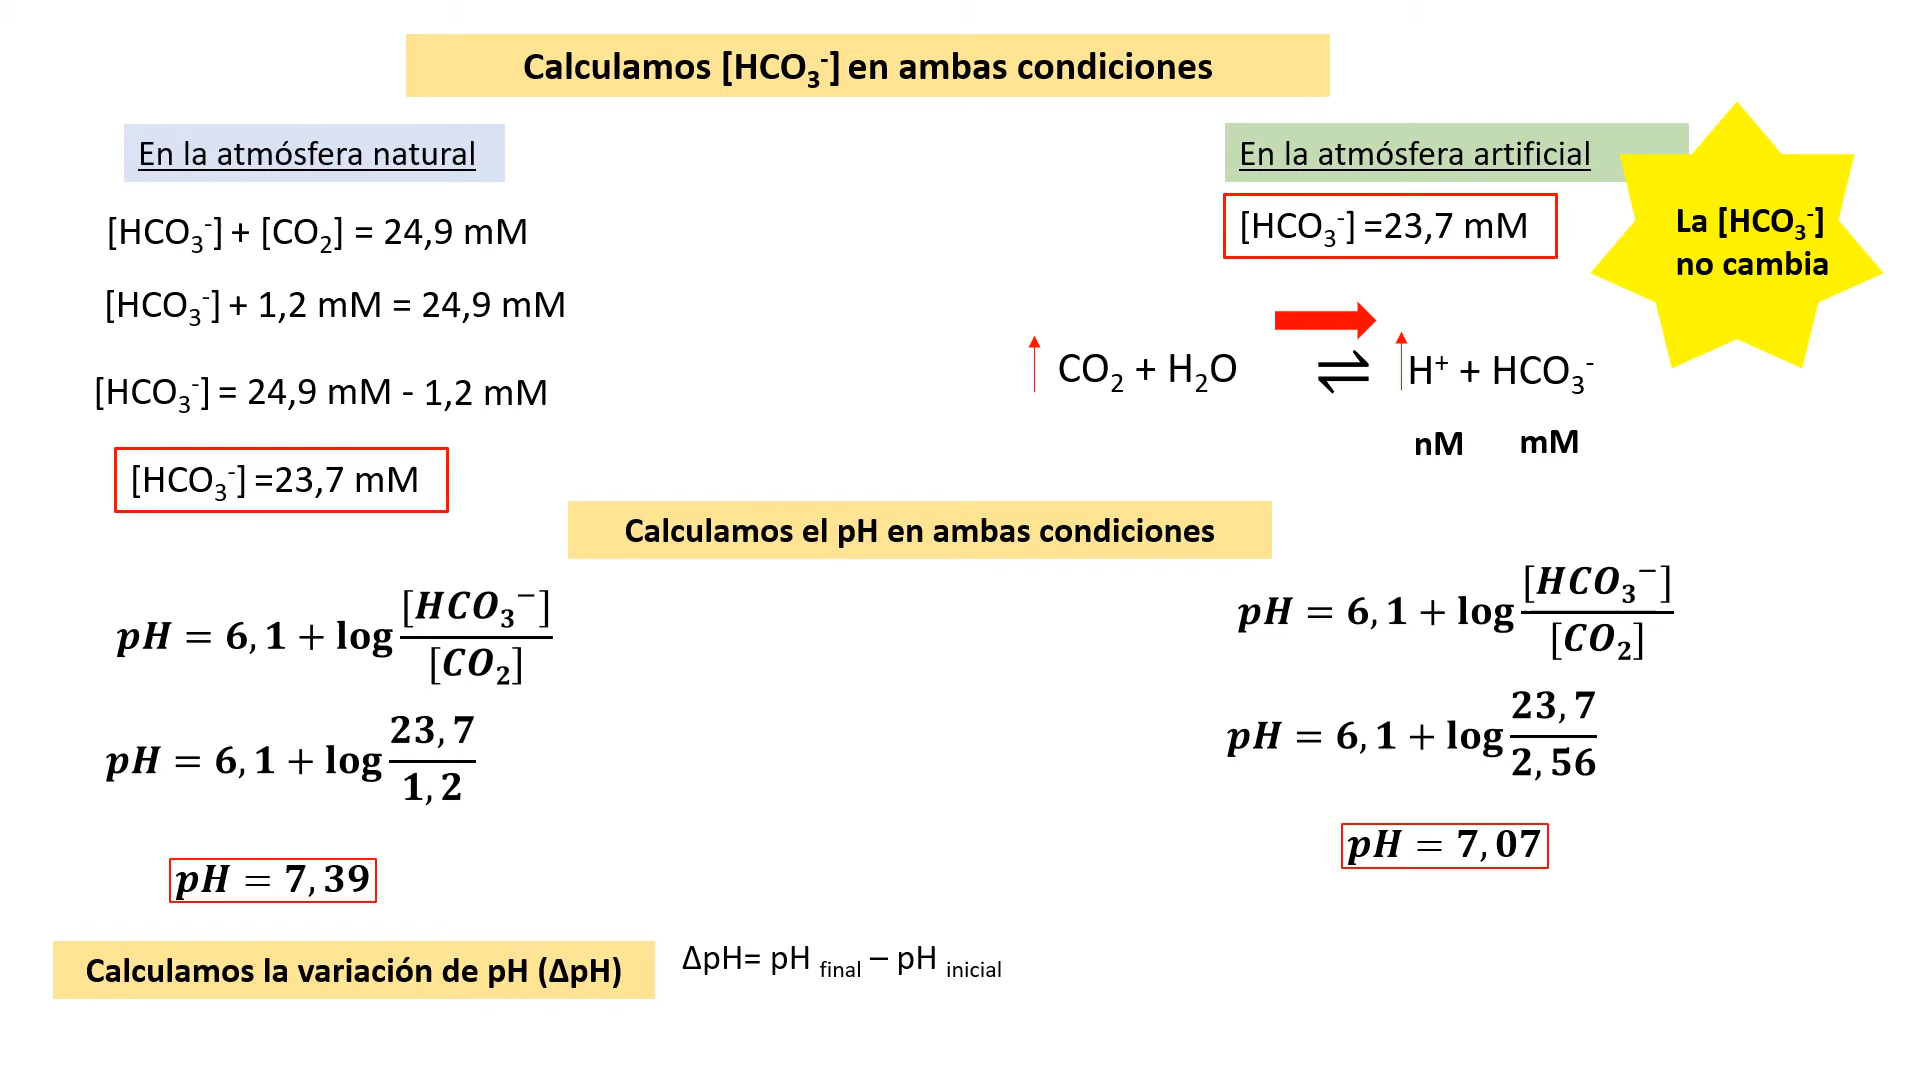 Calculamos [HCO₃⁻] en ambas condiciones
En la atmósfera natural
[HCO₃⁻] + [CO₂] = 24,9 mM
[HCO₃⁻] + 1,2 mM = 24,9 mM
[HCO₃⁻] = 24,9 mM - 1,2 mM
[HCO₃⁻] =23,7 mM
En la atmósfera artificial
[HCO₃⁻] =23,7 mM
La [HCO₃⁻]
no cambia
CO₂ + H₂O ⇌ H⁺ + HCO₃⁻
nM mM
Calculamos el pH en ambas condiciones
pH = 6,1 + log [HCO₃⁻] / [CO₂]
pH = 6,1 + log 23,7 / 1,2
pH = 7,39
pH = 6,1 + log [HCO₃⁻] / [CO₂]
pH = 6,1 + log 23,7 / 2,56
pH = 7,07
Calculamos la variación de pH (ΔpH)
ΔpH= pH final – pH inicial